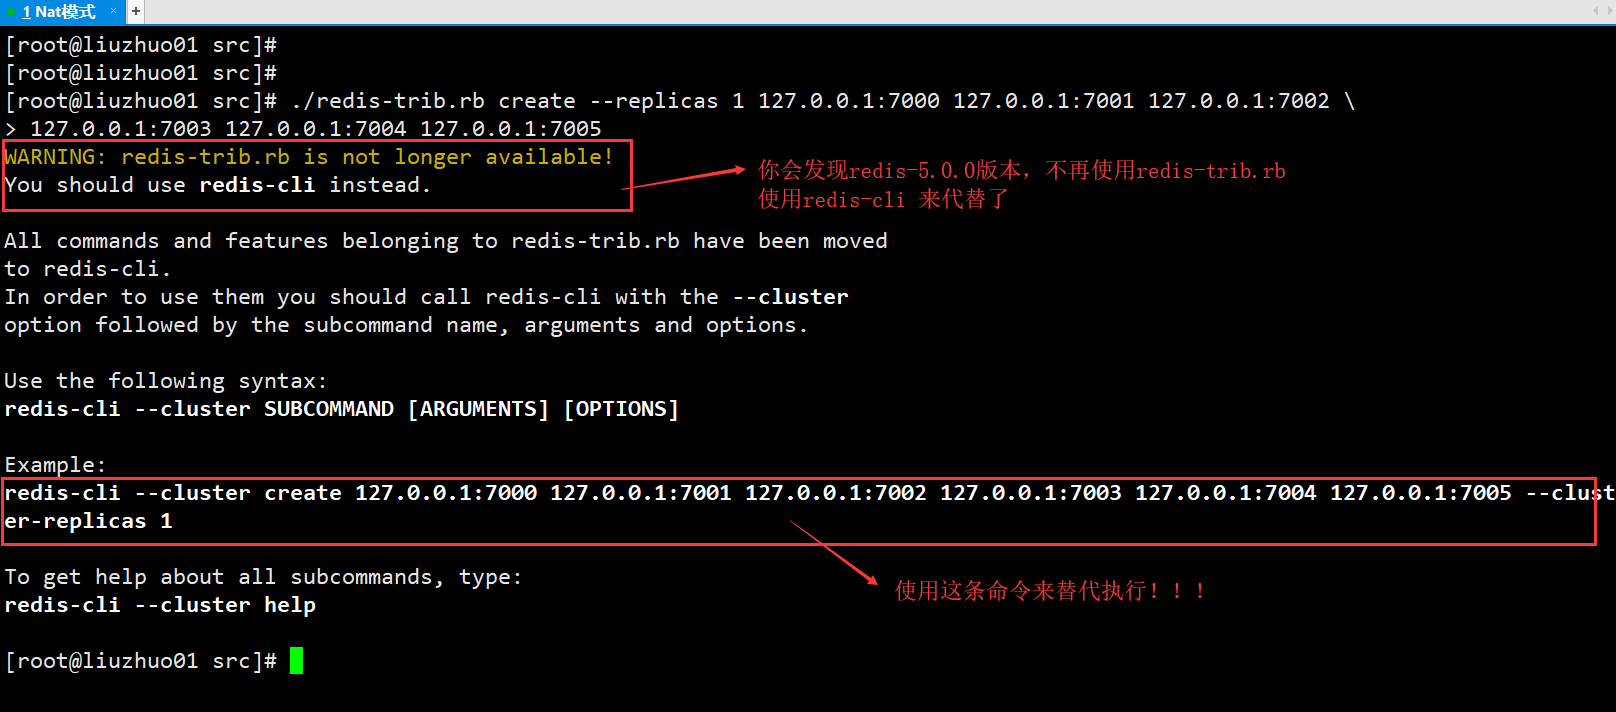 1 Nat模式 × +
[root@liuzhuo01 src]#
[root@liuzhuo01 src]#
[root@liuzhuo01 src]# ./redis-trib.rb create --replicas 1 127.0.0.1:7000 127.0.0.1:7001 127.0.0.1:7002 \
> 127.0.0.1:7003 127.0.0.1:7004 127.0.0.1:7005
WARNING: redis-trib.rb is not longer available!
You should use redis-cli instead.
你会发现redis-5.0.0版本，不再使用redis-trib.rb
使用redis-cli 来代替了
All commands and features belonging to redis-trib.rb have been moved
to redis-cli.
In order to use them you should call redis-cli with the --cluster
option followed by the subcommand name, arguments and options.
Use the following syntax:
redis-cli --cluster SUBCOMMAND [ARGUMENTS] [OPTIONS]
Example:
redis-cli --cluster create 127.0.0.1:7000 127.0.0.1:7001 127.0.0.1:7002 127.0.0.1:7003 127.0.0.1:7004 127.0.0.1:7005 --clust
er-replicas 1
使用这条命令来替代执行！！！
To get help about all subcommands, type:
redis-cli --cluster help
[root@liuzhuo01 src]#